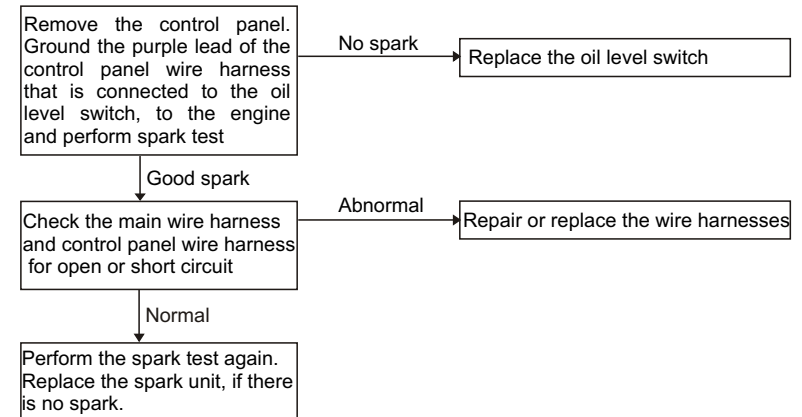 Remove the control panel.
Ground the purple lead of the
control panel wire harness
that is connected to the oil
level switch, to the engine
and perform spark test
No spark
Replace the oil level switch
Good spark
Check the main wire harness
and control panel wire harness
for open or short circuit
Abnormal
Repair or replace the wire harnesses
Normal
Perform the spark test again.
Replace the spark unit, if there
is no spark.